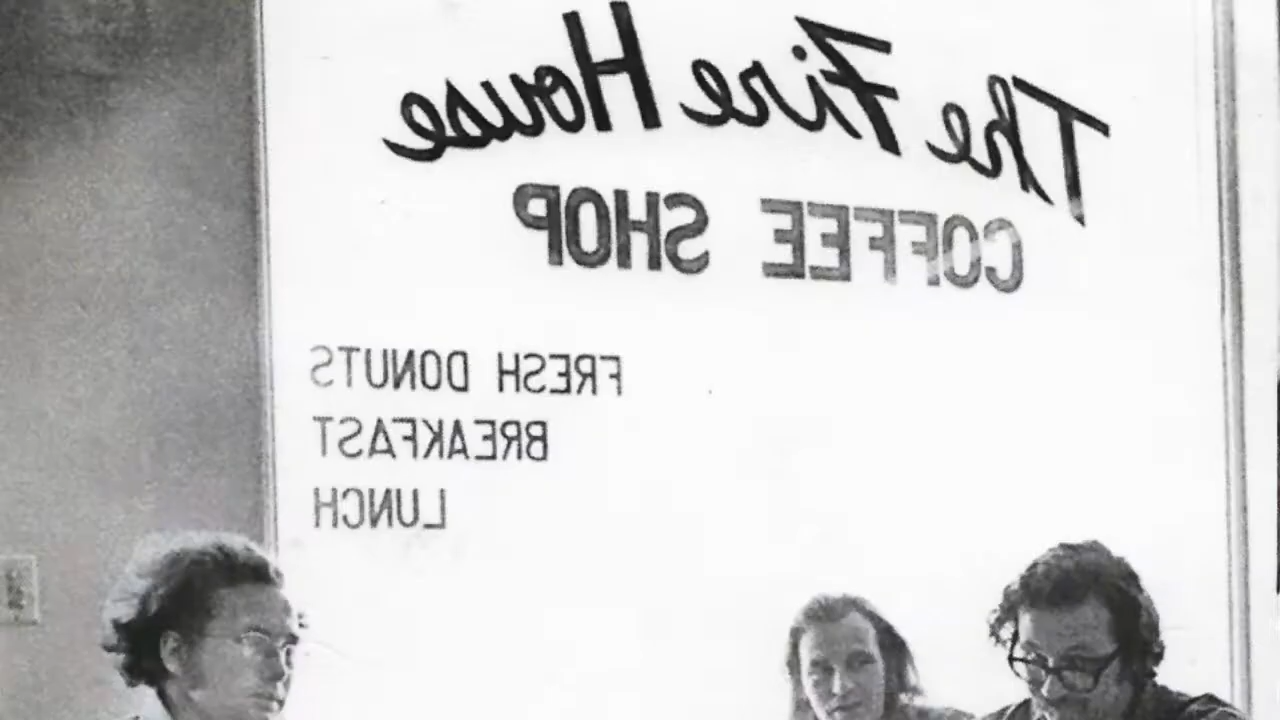 The Fire House
COFFEE SHOP
FRESH DONUTS
BREAKFAST
LUNCH